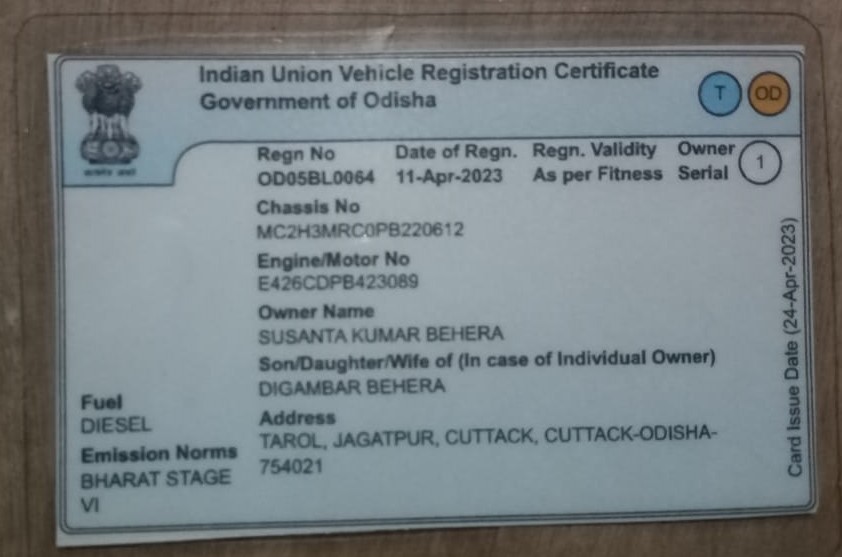 Indian Union Vehicle Registration Certificate
Government of Odisha
T OD
Regn No Date of Regn. Regn. Validity Owner Serial 1
OD05BL0064 11-Apr-2023 As per Fitness
Chassis No
MC2H3MRC0PB220612
Engine/Motor No
E426CDPB423089
Owner Name
SUSANTA KUMAR BEHERA
Son/Daughter/Wife of (In case of Individual Owner)
DIGAMBAR BEHERA
Fuel
DIESEL
Emission Norms
BHARAT STAGE
VI
Address
TAROL, JAGATPUR, CUTTACK, CUTTACK-ODISHA-
754021
Card Issue Date (24-Apr-2023)